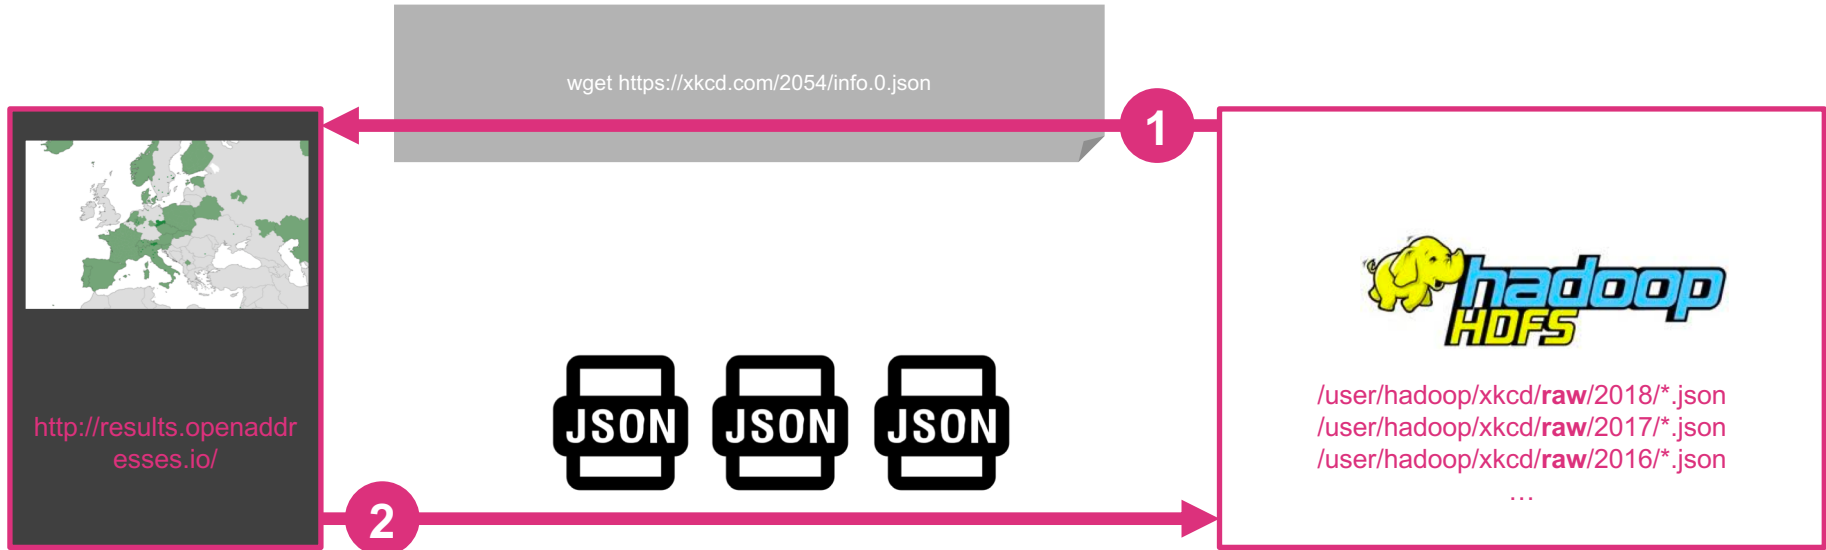 wget https://xkcd.com/2054/info.0.json
1
hadoop
HDFS
http://results.openaddr
esses.io/
JSON JSON JSON
/user/hadoop/xkcd/raw/2018/*.json
/user/hadoop/xkcd/raw/2017/*.json
/user/hadoop/xkcd/raw/2016/*.json
…
2